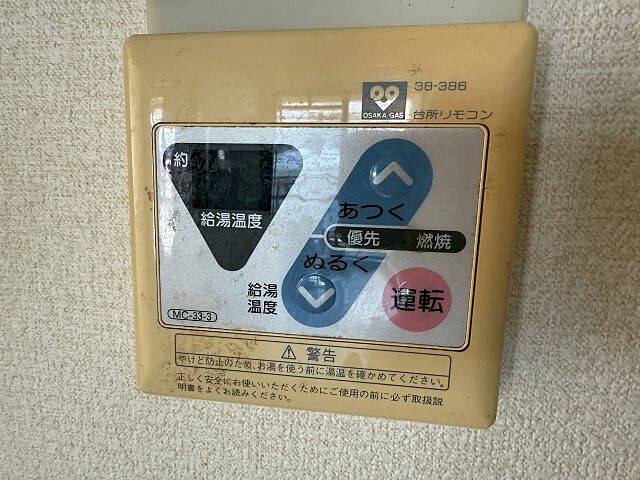 38-386
OSAKA GAS
台所リモコン
約
給湯温度
あつく
優先 燃焼
ぬるく
給湯
温度
運転
MC-33-3
⚠ 警告
やけど防止のため、お湯を使う前に湯温を確かめてください。
正しく安全にお使いいただくためにご使用の前に必ず取扱説
明書をよくお読みください。